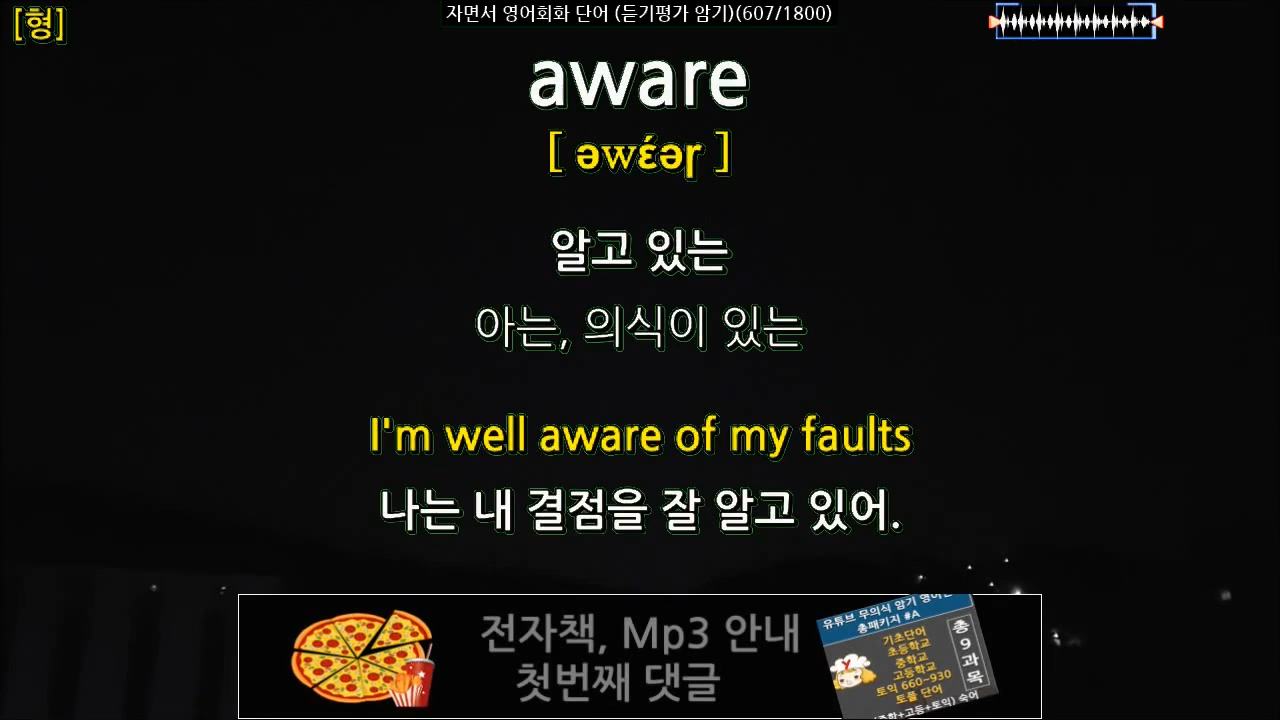 [형]
자면서 영어회화 단어 (듣기평가 암기)(607/1800)
aware
[ əwɛ́əɼ ]
알고 있는
아는, 의식이 있는
I'm well aware of my faults
나는 내 결점을 잘 알고 있어.
전자책, Mp3 안내
첫번째 댓글
유튜브 무의식 암기
총패키지 #A
기초단어
초등학교
중학교
고등학교
토익 660~930
토플 단어
숙어
총9과목